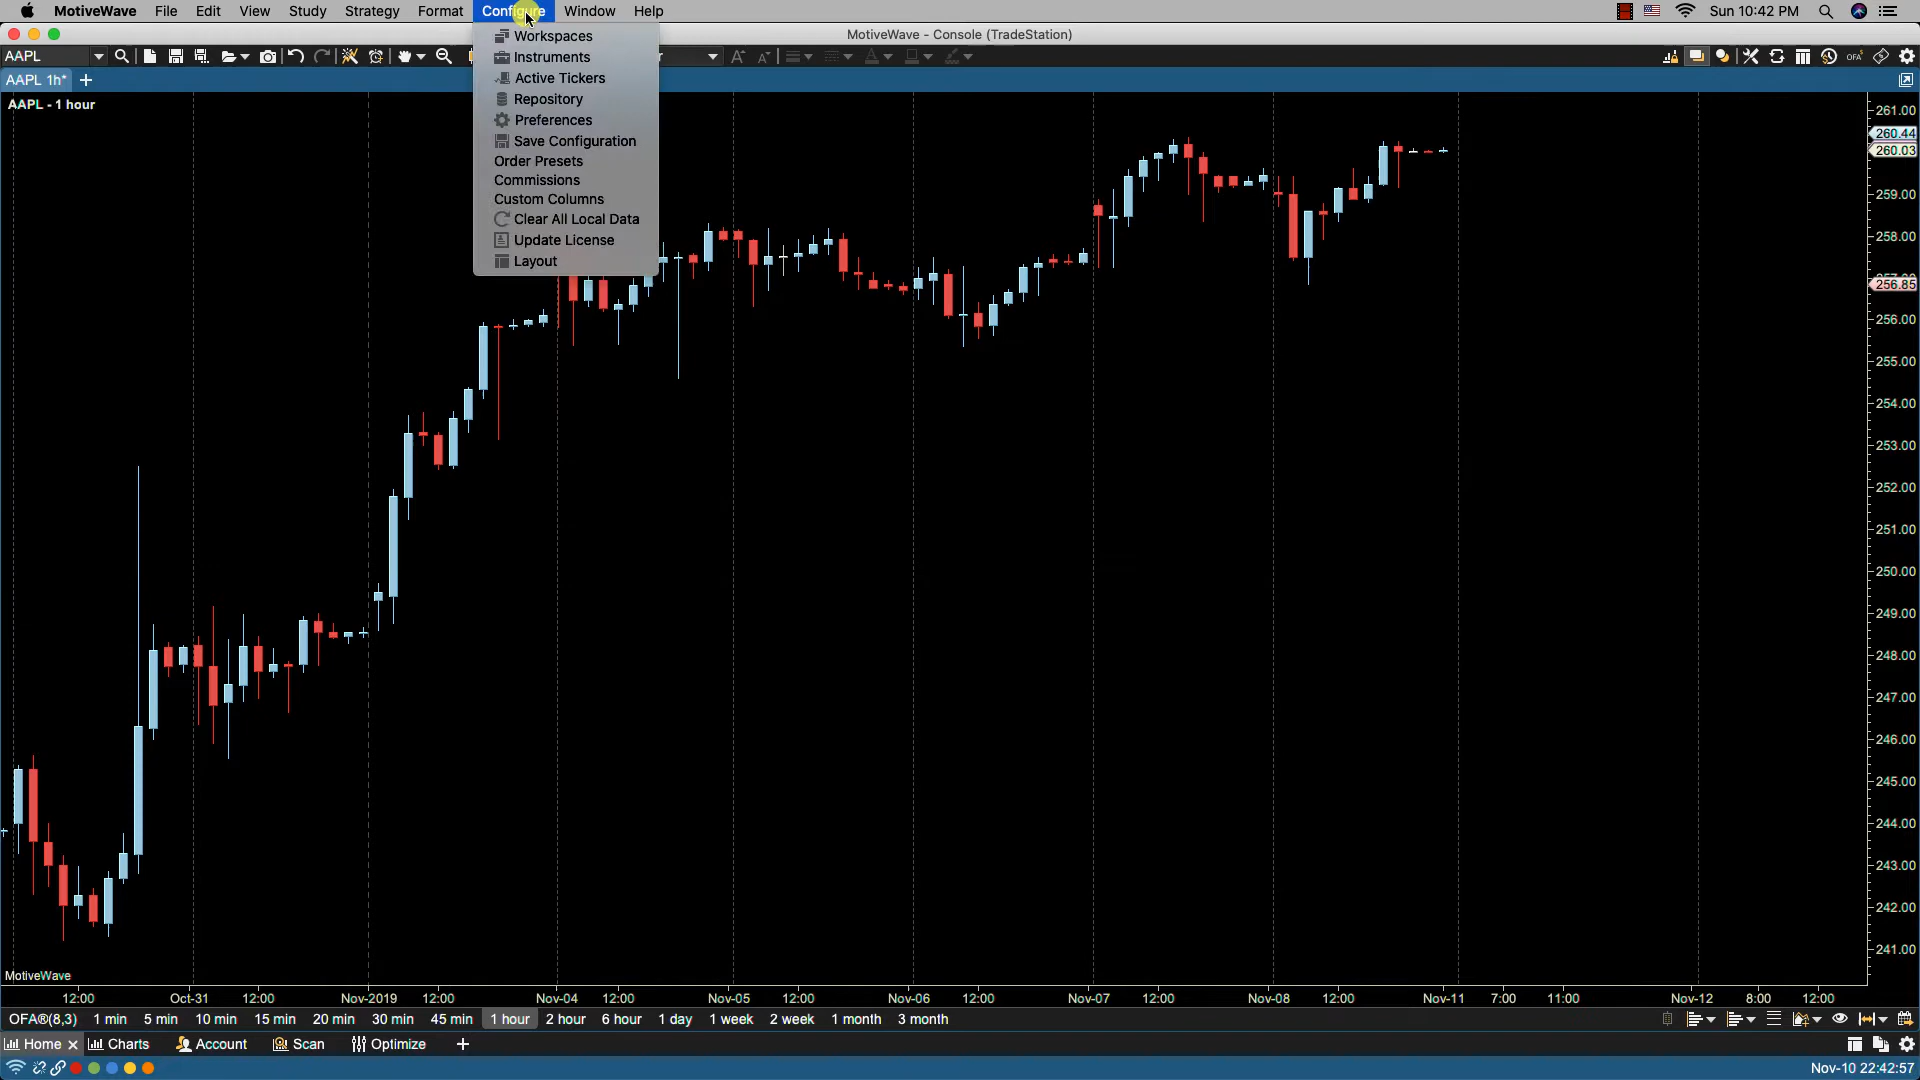 MotiveWave File Edit View Study Strategy Format Configure Window Help Sun 10:42 PM
MotiveWave - Console (TradeStation)
AAPL
AAPL 1h*
AAPL - 1 hour
Workspaces
Instruments
Active Tickers
Repository
Preferences
Save Configuration
Order Presets
Commissions
Custom Columns
Clear All Local Data
Update License
Layout
261.00
260.44
260.03
259.00
258.00
256.85
256.00
255.00
254.00
253.00
252.00
251.00
250.00
249.00
248.00
247.00
246.00
245.00
244.00
243.00
242.00
241.00
MotiveWave
12:00 Oct-31 12:00 Nov-2019 12:00 Nov-04 12:00 Nov-05 12:00 Nov-06 12:00 Nov-07 12:00 Nov-08 12:00 Nov-11 7:00 11:00 Nov-12 8:00 12:00
OFA®(8,3) 1 min 5 min 10 min 15 min 20 min 30 min 45 min 1 hour 2 hour 6 hour 1 day 1 week 2 week 1 month 3 month
Home Charts Account Scan Optimize
Nov-10 22:42:57